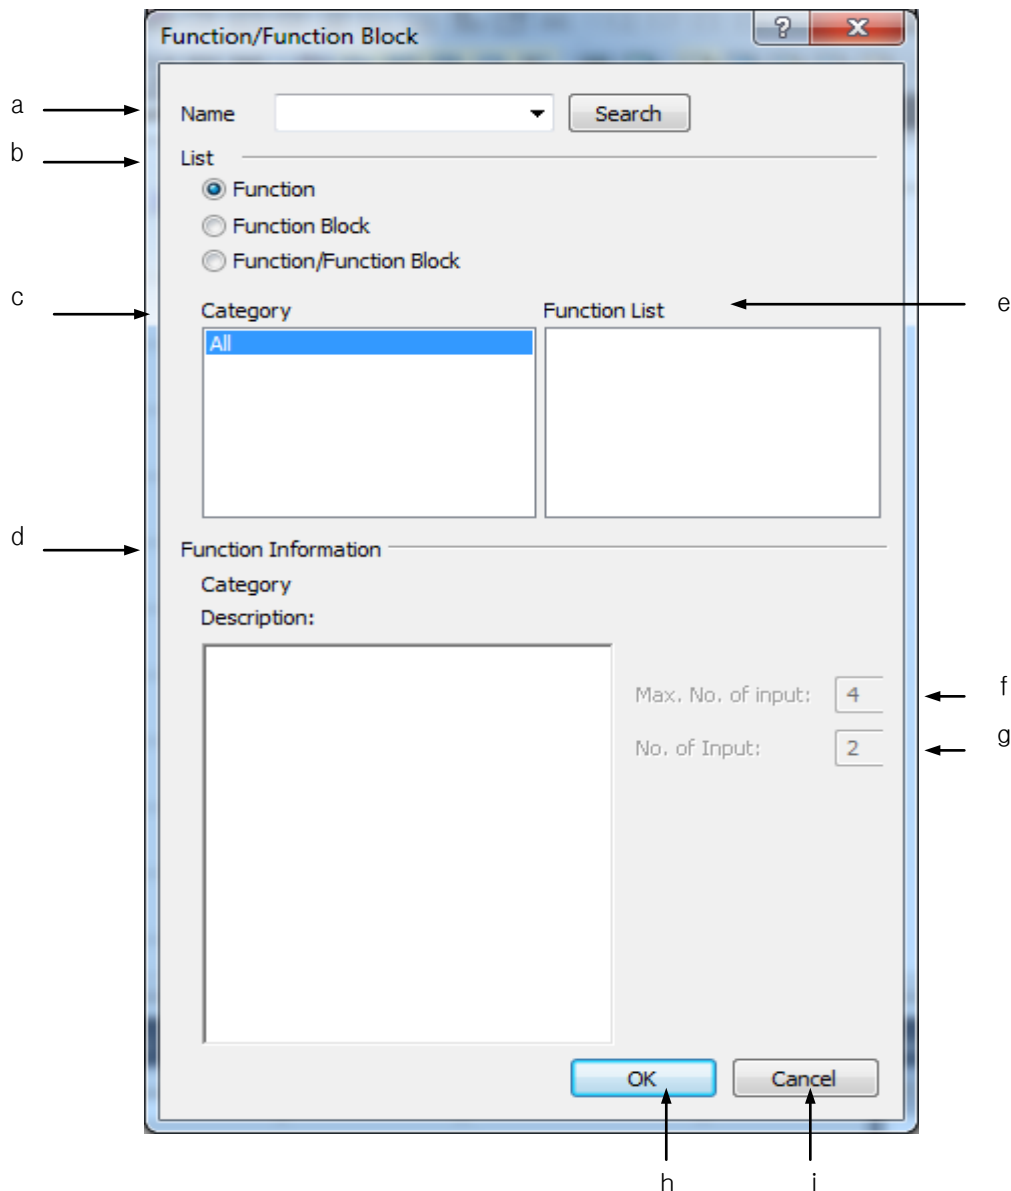 Function/Function Block
a
Name
Search
b
List
Function
Function Block
Function/Function Block
c
Category
Function List
e
All
d
Function Information
Category
Description:
Max. No. of input:
4
f
No. of Input:
2
g
OK
Cancel
h
i